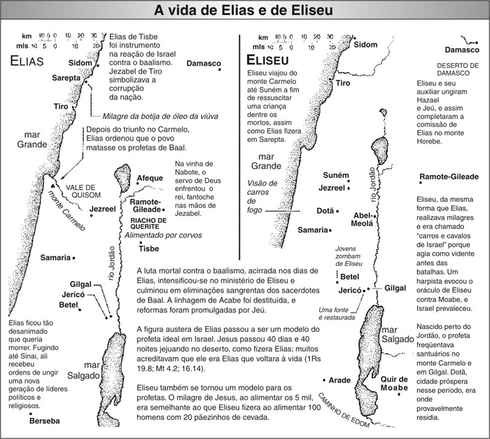 A vida de Elias e de Eliseu
km 0 10 20 30 40 50
mls 10 5 0 10 20 30
ELIAS
Elias de Tisbe
foi instrumento
na reação de Israel
contra o baalismo.
Jezabel de Tiro
simbolizava a
corrupção
da nação.
Sidom
Damasco
Sarepta
Tiro
Milagre da botija de óleo da viúva
mar
Grande
Depois do triunfo no Carmelo,
Elias ordenou que o povo
matasse os profetas de Baal.
Na vinha de
Nabote, o
servo de Deus
enfrentou o
rei, fantoche
nas mãos de
Jezabel.
VALE DE
QUISOM
monte Carmelo
Afeque
Jezreel
Ramote-
Gileade
RIACHO DE
QUERITE
Alimentado por corvos
Tisbe
Samaria
rio Jordão
Gilgal
Jericó
Betel
Elias ficou tão
desanimado
que queria
morrer. Fugindo
até Sinai, ali
recebeu
ordens de ungir
uma nova
geração de líderes
políticos e
religiosos.
mar
Salgado
Berseba
A luta mortal contra o baalismo, acirrada nos dias de
Elias, intensificou-se no ministério de Eliseu e
culminou em eliminações sangrentas dos sacerdotes
de Baal. A linhagem de Acabe foi destituída, e
reformas foram promulgadas por Jeú.
A figura austera de Elias passou a ser um modelo do
profeta ideal em Israel. Jesus passou 40 dias e 40
noites jejuando no deserto, como fizera Elias; muitos
acreditavam que ele era Elias que voltara à vida (1Rs
19.8; Mt 4.2; 16.14).
Eliseu também se tornou um modelo para os
profetas. O milagre de Jesus, ao alimentar os 5 mil,
era semelhante ao que Eliseu fizera ao alimentar 100
homens com 20 pãezinhos de cevada.
km 0 10 20 30 40 50
mls 10 5 0 10 20 30
ELISEU
Sidom
Damasco
DESERTO DE
DAMASCO
Eliseu viajou do
monte Carmelo
até Suném a fim
de ressuscitar
uma criança
dentre os
mortos, assim
como Elias fizera
em Sarepta.
Tiro
Eliseu e seu
auxiliar ungiram
Hazael
e Jeú, e assim
completaram a
comissão de
Elias no monte
Horebe.
mar
Grande
Visão de
carros
de
fogo
Suném
Jezreel
rio Jordão
Ramote-Gileade
Dotã
Abel-
Meolá
Samaria
Eliseu, da mesma
forma que Elias,
realizava milagres
e era chamado
"carros e cavalos
de Israel" porque
agia como vidente
antes das
batalhas. Um
harpista evocou o
oráculo de Eliseu
contra Moabe, e
Israel prevaleceu.
Jovens
zombam
de Eliseu
Betel
Jericó
Gilgal
Uma fonte
é restaurada
mar
Salgado
Nascido perto do
Jordão, o profeta
freqüentava
santuários no
monte Carmelo e
em Gilgal. Dotã,
cidade próspera
nesse período, era
onde
provavelmente
residia.
Arade
Quir de
Moabe
CAMINHO DE EDOM